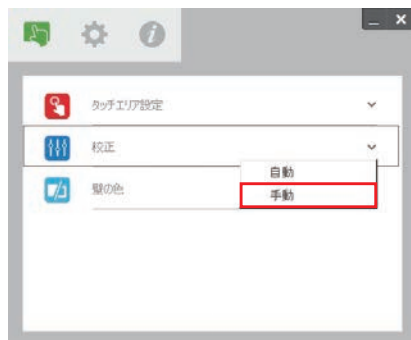 タッチエリア設定
校正
自動
手動
壁の色